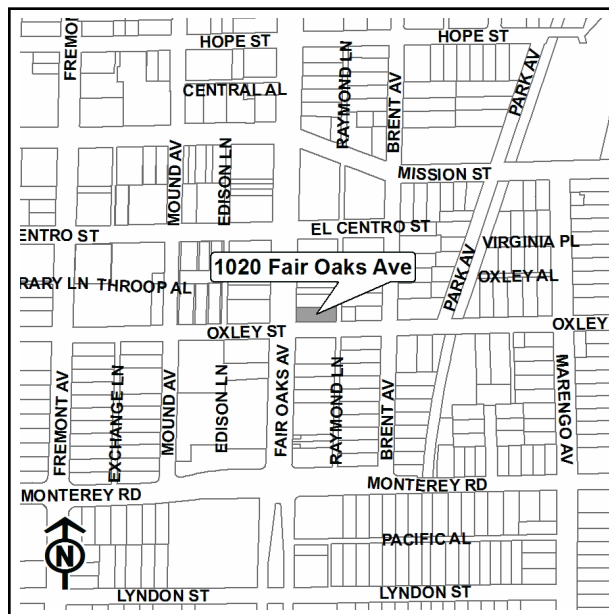 HOPE ST
HOPE ST
FREMON
CENTRAL AL
RAYMOND LN
BRENT AV
PARK AV
MOUND AV
EDISON LN
MISSION ST
EL CENTRO ST
ENTRO ST
VIRGINIA PL
1020 Fair Oaks Ave
OXLEY AL
RARY LN
THROOP AL
PARK AV
OXLEY ST
OXLEY
FREMONT AV
EXCHANGE LN
MOUND AV
EDISON LN
FAIR OAKS AV
RAYMOND LN
BRENT AV
MARENGO AV
MONTEREY RD
MONTEREY RD
PACIFIC AL
N
LYNDON ST
LYNDON ST